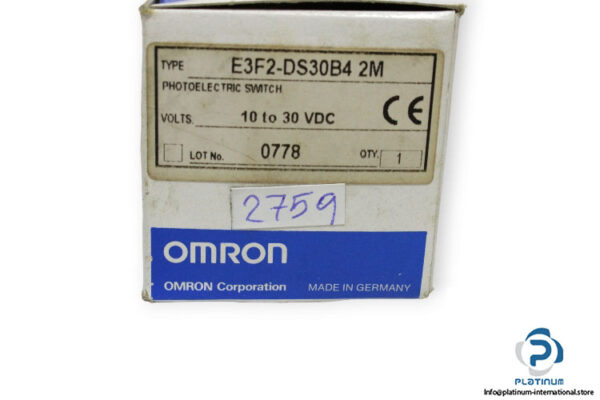 TYPE E3F2-DS30B4 2M
PHOTOELECTRIC SWITCH
VOLTS. 10 to 30 VDC
CE
LOT No. 0778 QTY. 1
2759
OMRON
OMRON Corporation MADE IN GERMANY
PLATINUM
Info@platinum-international.store